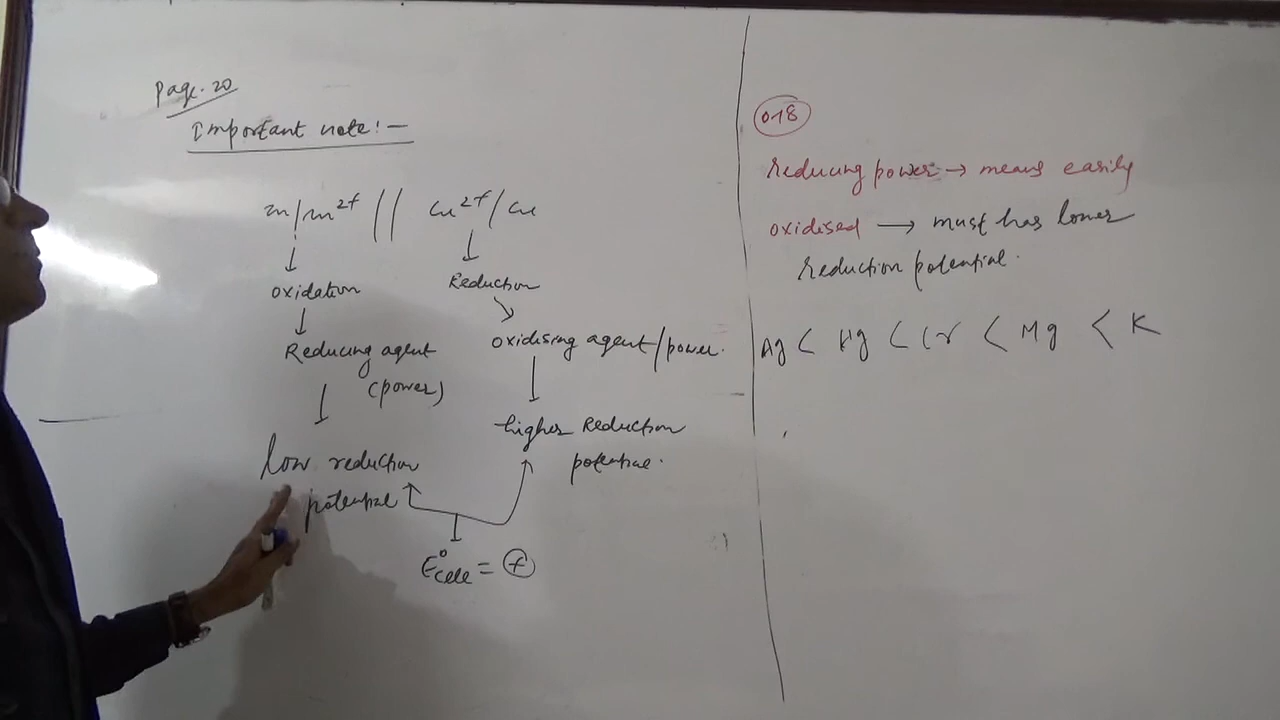 Page. 20
Important note:-
Zn/Zn²⁺ // Cu²⁺/Cu
oxidation
Reduction
Reducing agent
(power)
oxidising agent/power.
low reduction
potential
higher Reduction
potential.
E°cell = ⊕
018
reducing power → means easily
oxidised → must has lower
reduction potential.
Ag < Hg < Cr < Mg < K